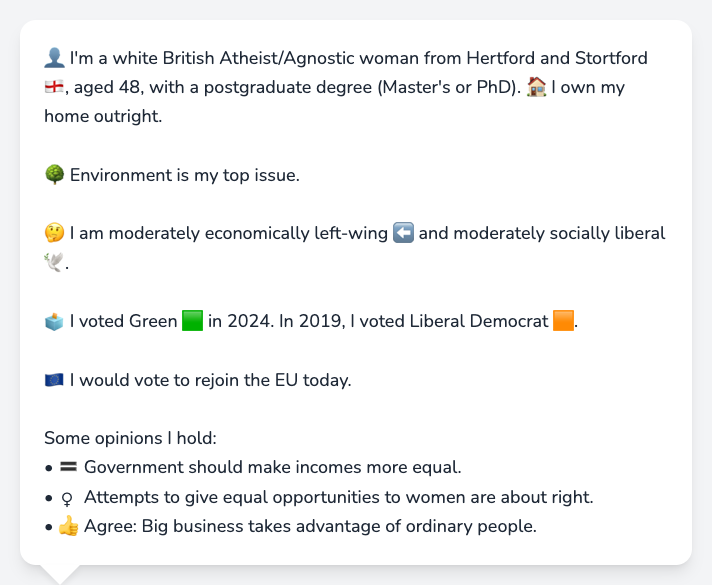 👤 I'm a white British Atheist/Agnostic woman from Hertford and Stortford
🏴󠁧󠁢󠁥󠁮󠁧󠁿, aged 48, with a postgraduate degree (Master's or PhD). 🏠 I own my
home outright.
🌳 Environment is my top issue.
🤔 I am moderately economically left-wing ⬅️ and moderately socially liberal
🕊️.
🗳️ I voted Green 🟩 in 2024. In 2019, I voted Liberal Democrat 🟧.
🇪🇺 I would vote to rejoin the EU today.
Some opinions I hold:
• 🟰 Government should make incomes more equal.
• ♀ Attempts to give equal opportunities to women are about right.
• 👍 Agree: Big business takes advantage of ordinary people.